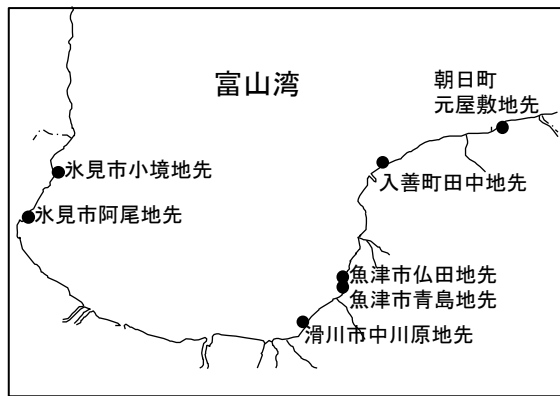 富山湾
朝日町
元屋敷地先
入善町田中地先
氷見市小境地先
氷見市阿尾地先
魚津市仏田地先
魚津市青島地先
滑川市中川原地先